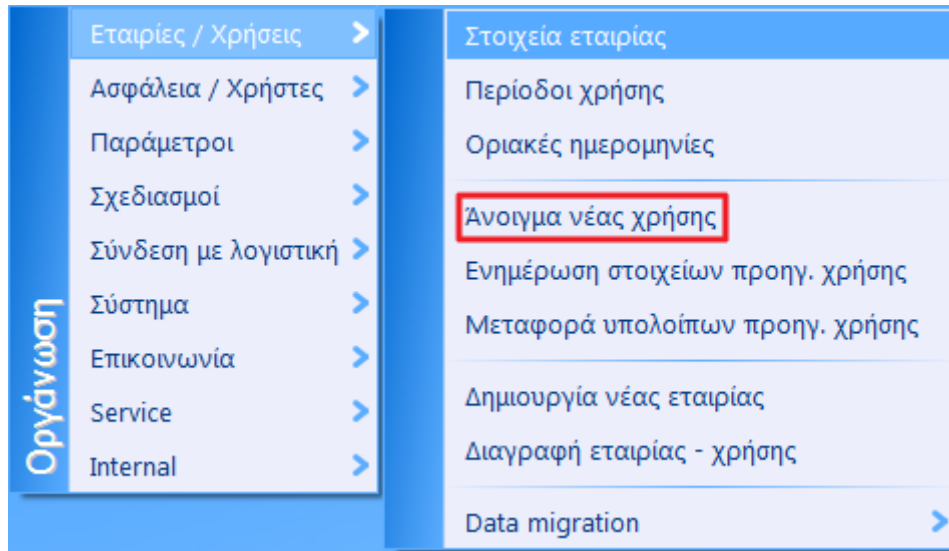 Οργάνωση
Εταιρίες / Χρήσεις
Ασφάλεια / Χρήστες
Παράμετροι
Σχεδιασμοί
Σύνδεση με λογιστική
Σύστημα
Επικοινωνία
Service
Internal
Στοιχεία εταιρίας
Περίοδοι χρήσης
Οριακές ημερομηνίες
Άνοιγμα νέας χρήσης
Ενημέρωση στοιχείων προηγ. χρήσης
Μεταφορά υπολοίπων προηγ. χρήσης
Δημιουργία νέας εταιρίας
Διαγραφή εταιρίας - χρήσης
Data migration